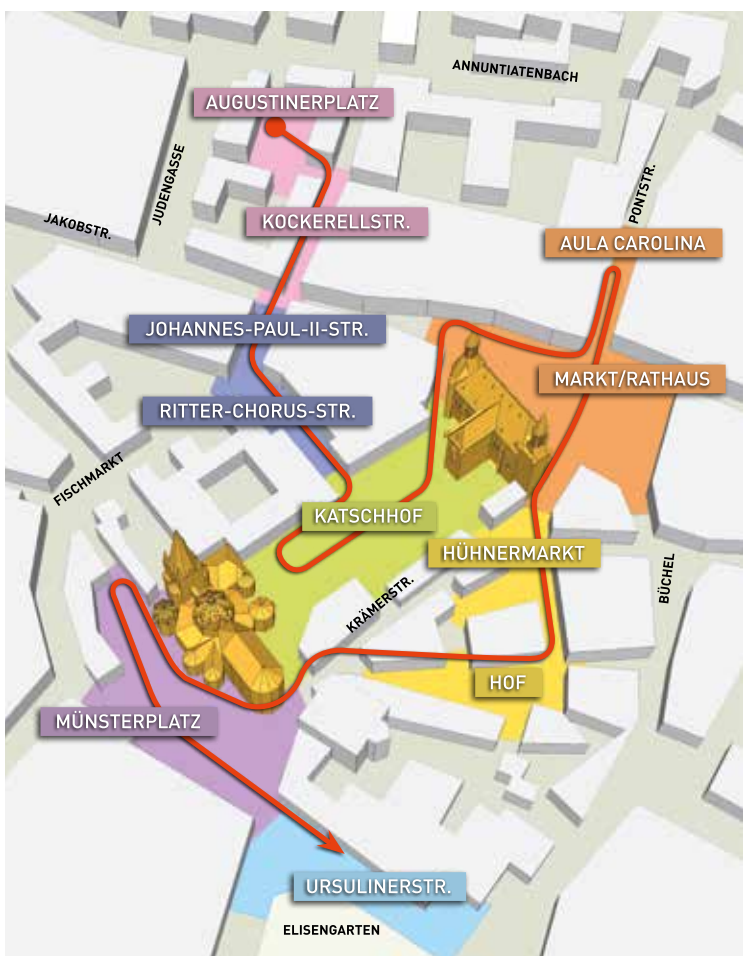 ANNUNTIATENBACH
AUGUSTINERPLATZ
JUDENGASSE
PONTSTR.
JAKOBSTR.
KOCKERELLSTR.
AULA CAROLINA
JOHANNES-PAUL-II-STR.
MARKT/RATHAUS
RITTER-CHORUS-STR.
FISCHMARKT
KATSCHHOF
HÜHNERMARKT
BÜCHEL
KRÄMERSTR.
HOF
MÜNSTERPLATZ
URSULINERSTR.
ELISENGARTEN